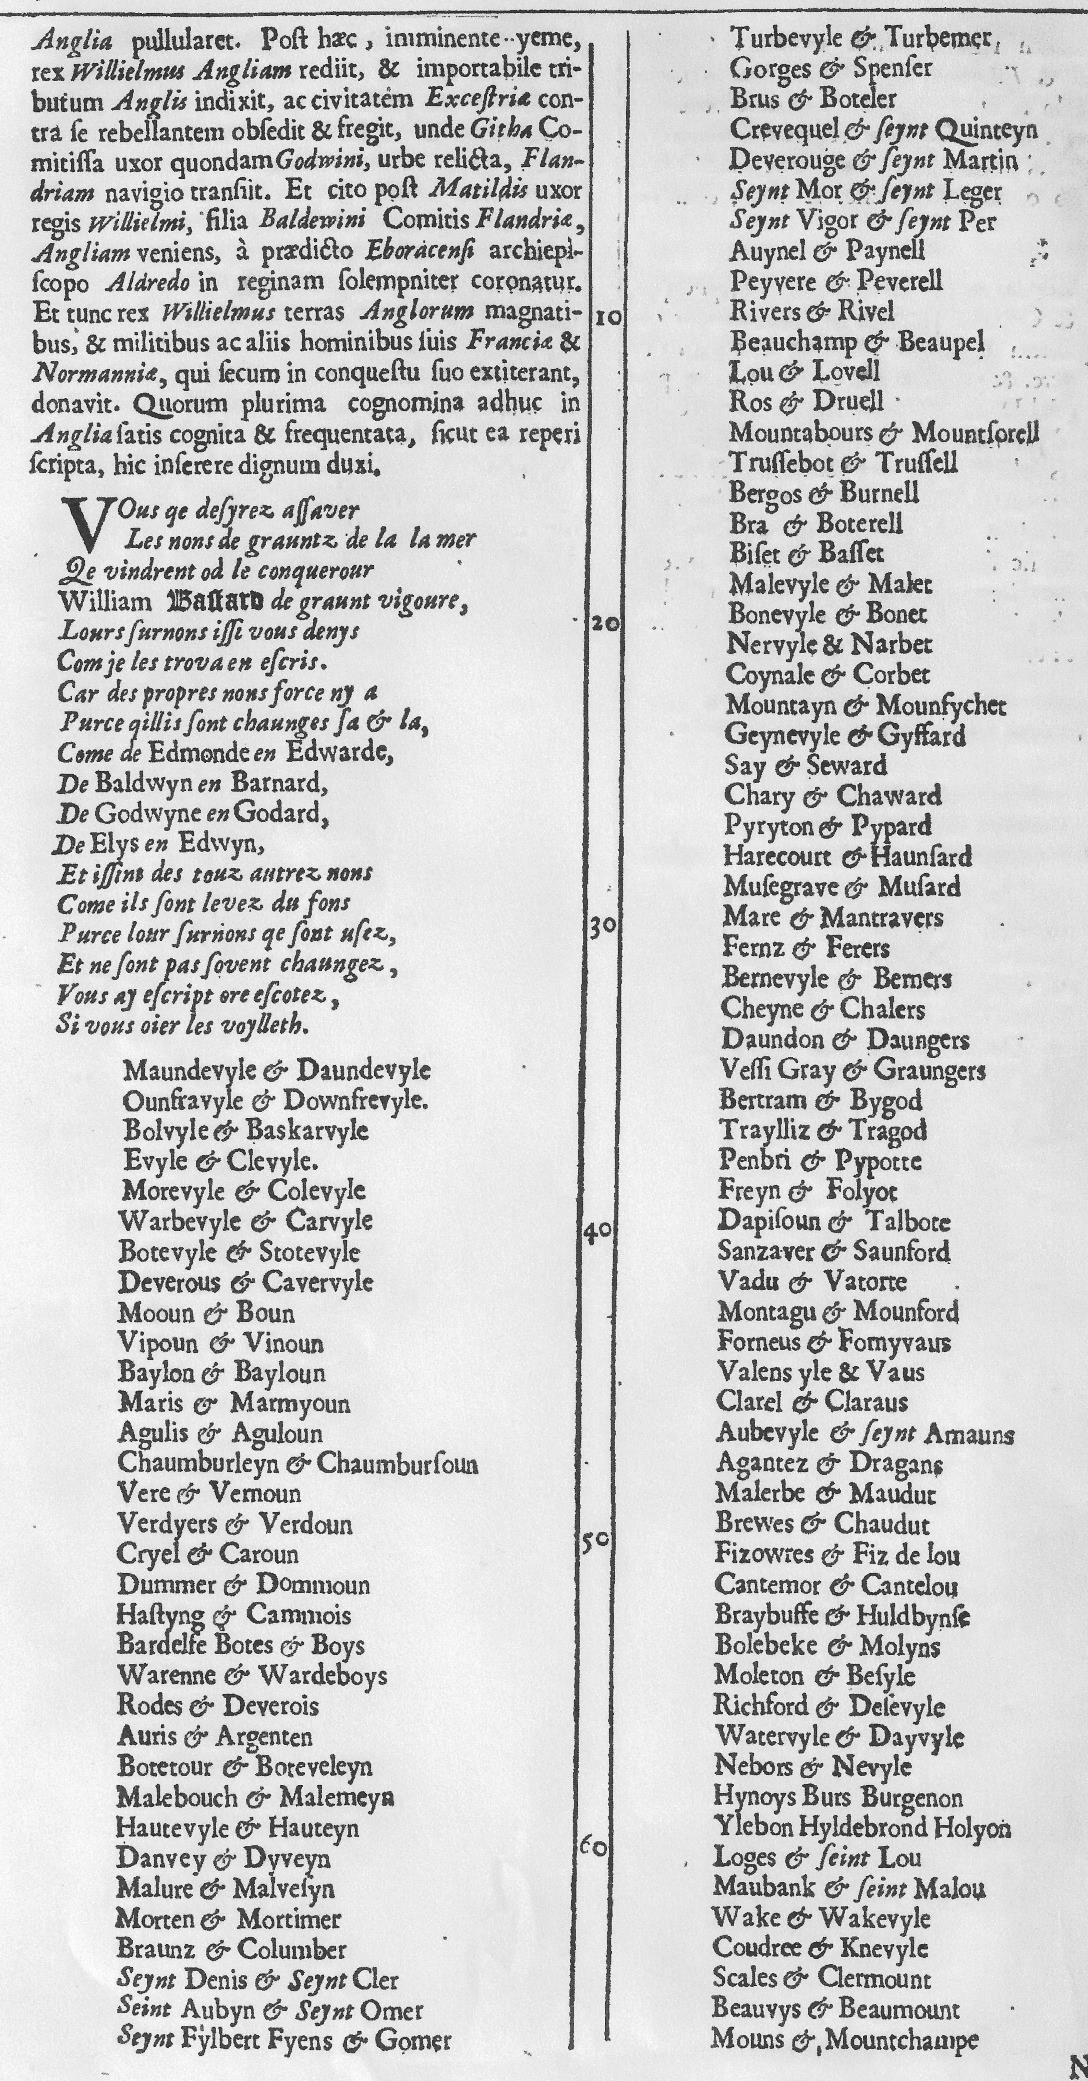 Anglia pullularet. Poſt hæc, imminente yeme,
rex Willielmus Angliam rediit, & importabile tri-
butum Anglis indixit, ac civitatem Exceſtriæ con-
tra ſe rebellantem obſedit & fregit, unde Githa Co-
mitiſſa uxor quondam Godwini, urbe relicta, Flan-
driam navigio tranſiit. Et cito poſt Matildis uxor
regis Willielmi, filia Baldewini Comitis Flandriæ,
Angliam veniens, à prædicto Eboracenſi archiepi-
ſcopo Aldredo in reginam ſolempniter coronatur.
Et tunc rex Willielmus terras Anglorum magnati-
bus, & militibus ac aliis hominibus ſuis Franciæ &
Normanniæ, qui ſecum in conqueſtu ſuo extiterant,
donavit. Quorum plurima cognomina adhuc in
Anglia ſatis cognita & frequentata, ſicut ea reperi
ſcripta, hic inſerere dignum duxi.
VOus qe deſyrez aſſaver
Les nons de grauntz de la la mer
Qe vindrent od le conquerour
William Baſtard de graunt vigoure,
Lours ſurnons iſſi vous denys
Com je les trova en eſcris.
Car des propres nons force ny a
Purce qillis ſont chaunges ſa & la,
Come de Edmonde en Edwarde,
De Baldwyn en Barnard,
De Godwyne en Godard,
De Elys en Edwyn,
Et iſſint des touz autrez nons
Come ils ſont levez du fons
Purce lour ſurnons qe ſont uſez,
Et ne ſont pas ſovent chaungez,
Vous ay eſcript ore eſcotez,
Si vous oier les voylleth.
Maundevyle & Daundevyle
Ounfravyle & Downfrevyle.
Bolvyle & Baskarvyle
Evyle & Clevyle.
Morevyle & Colevyle
Warbevyle & Carvyle
Botevyle & Stotevyle
Deverous & Cavervyle
Mooun & Boun
Vipoun & Vinoun
Baylon & Bayloun
Maris & Marmyoun
Agulis & Aguloun
Chaumburleyn & Chaumburſoun
Vere & Vernoun
Verdyers & Verdoun
Cryel & Caroun
Dummer & Dommoun
Haſtyng & Cammois
Bardelfe Botes & Boys
Warenne & Wardeboys
Rodes & Deverois
Auris & Argenten
Botetour & Boteveleyn
Malebouch & Malemeyn
Hautevyle & Hauteyn
Danvey & Dyveyn
Malure & Malveſyn
Morten & Mortimer
Braunz & Columber
Seynt Denis & Seynt Cler
Seint Aubyn & Seynt Omer
Seynt Fylbert Fyens & Gomer
10
20
30
40
50
60
Turbevyle & Turbemer
Gorges & Spenſer
Brus & Boteler
Crevequel & ſeynt Quinteyn
Deverouge & ſeynt Martin
Seynt Mor & ſeynt Leger
Seynt Vigor & ſeynt Per
Auynel & Paynell
Peyvere & Peverell
Rivers & Rivel
Beauchamp & Beaupel
Lou & Lovell
Ros & Druell
Mountabours & Mountſorell
Truſſebot & Truſſell
Bergos & Burnell
Bra & Boterell
Biſet & Baſſet
Malevyle & Malet
Bonevyle & Bonet
Nervyle & Narbet
Coynale & Corbet
Mountayn & Mounfychet
Geynevyle & Gyffard
Say & Seward
Chary & Chaward
Pyryton & Pypard
Harecourt & Haunſard
Muſegrave & Muſard
Mare & Mantravers
Fernz & Ferers
Bernevyle & Berners
Cheyne & Chalers
Daundon & Daungers
Veſſi Gray & Graungers
Bertram & Bygod
Traylliz & Tragod
Penbri & Pypotte
Freyn & Folyot
Dapiſoun & Talbote
Sanzaver & Saunford
Vadu & Vatorte
Montagu & Mounford
Forneus & Fornyvaus
Valens yle & Vaus
Clarel & Claraus
Aubevyle & ſeynt Amauns
Agantez & Dragans
Malerbe & Maudut
Brewes & Chaudut
Fizowres & Fiz de lou
Cantemor & Cantelou
Braybuffe & Huldbynſe
Bolebeke & Molyns
Moleton & Beſyle
Richford & Deſevyle
Watervyle & Dayvyle
Nebors & Nevyle
Hynoys Burs Burgenon
Ylebon Hyldebrond Holyon
Loges & ſeint Lou
Maubank & ſeint Malou
Wake & Wakevyle
Coudree & Knevyle
Scales & Clermount
Beauvys & Beaumount
Mouns & Mountchampe
N